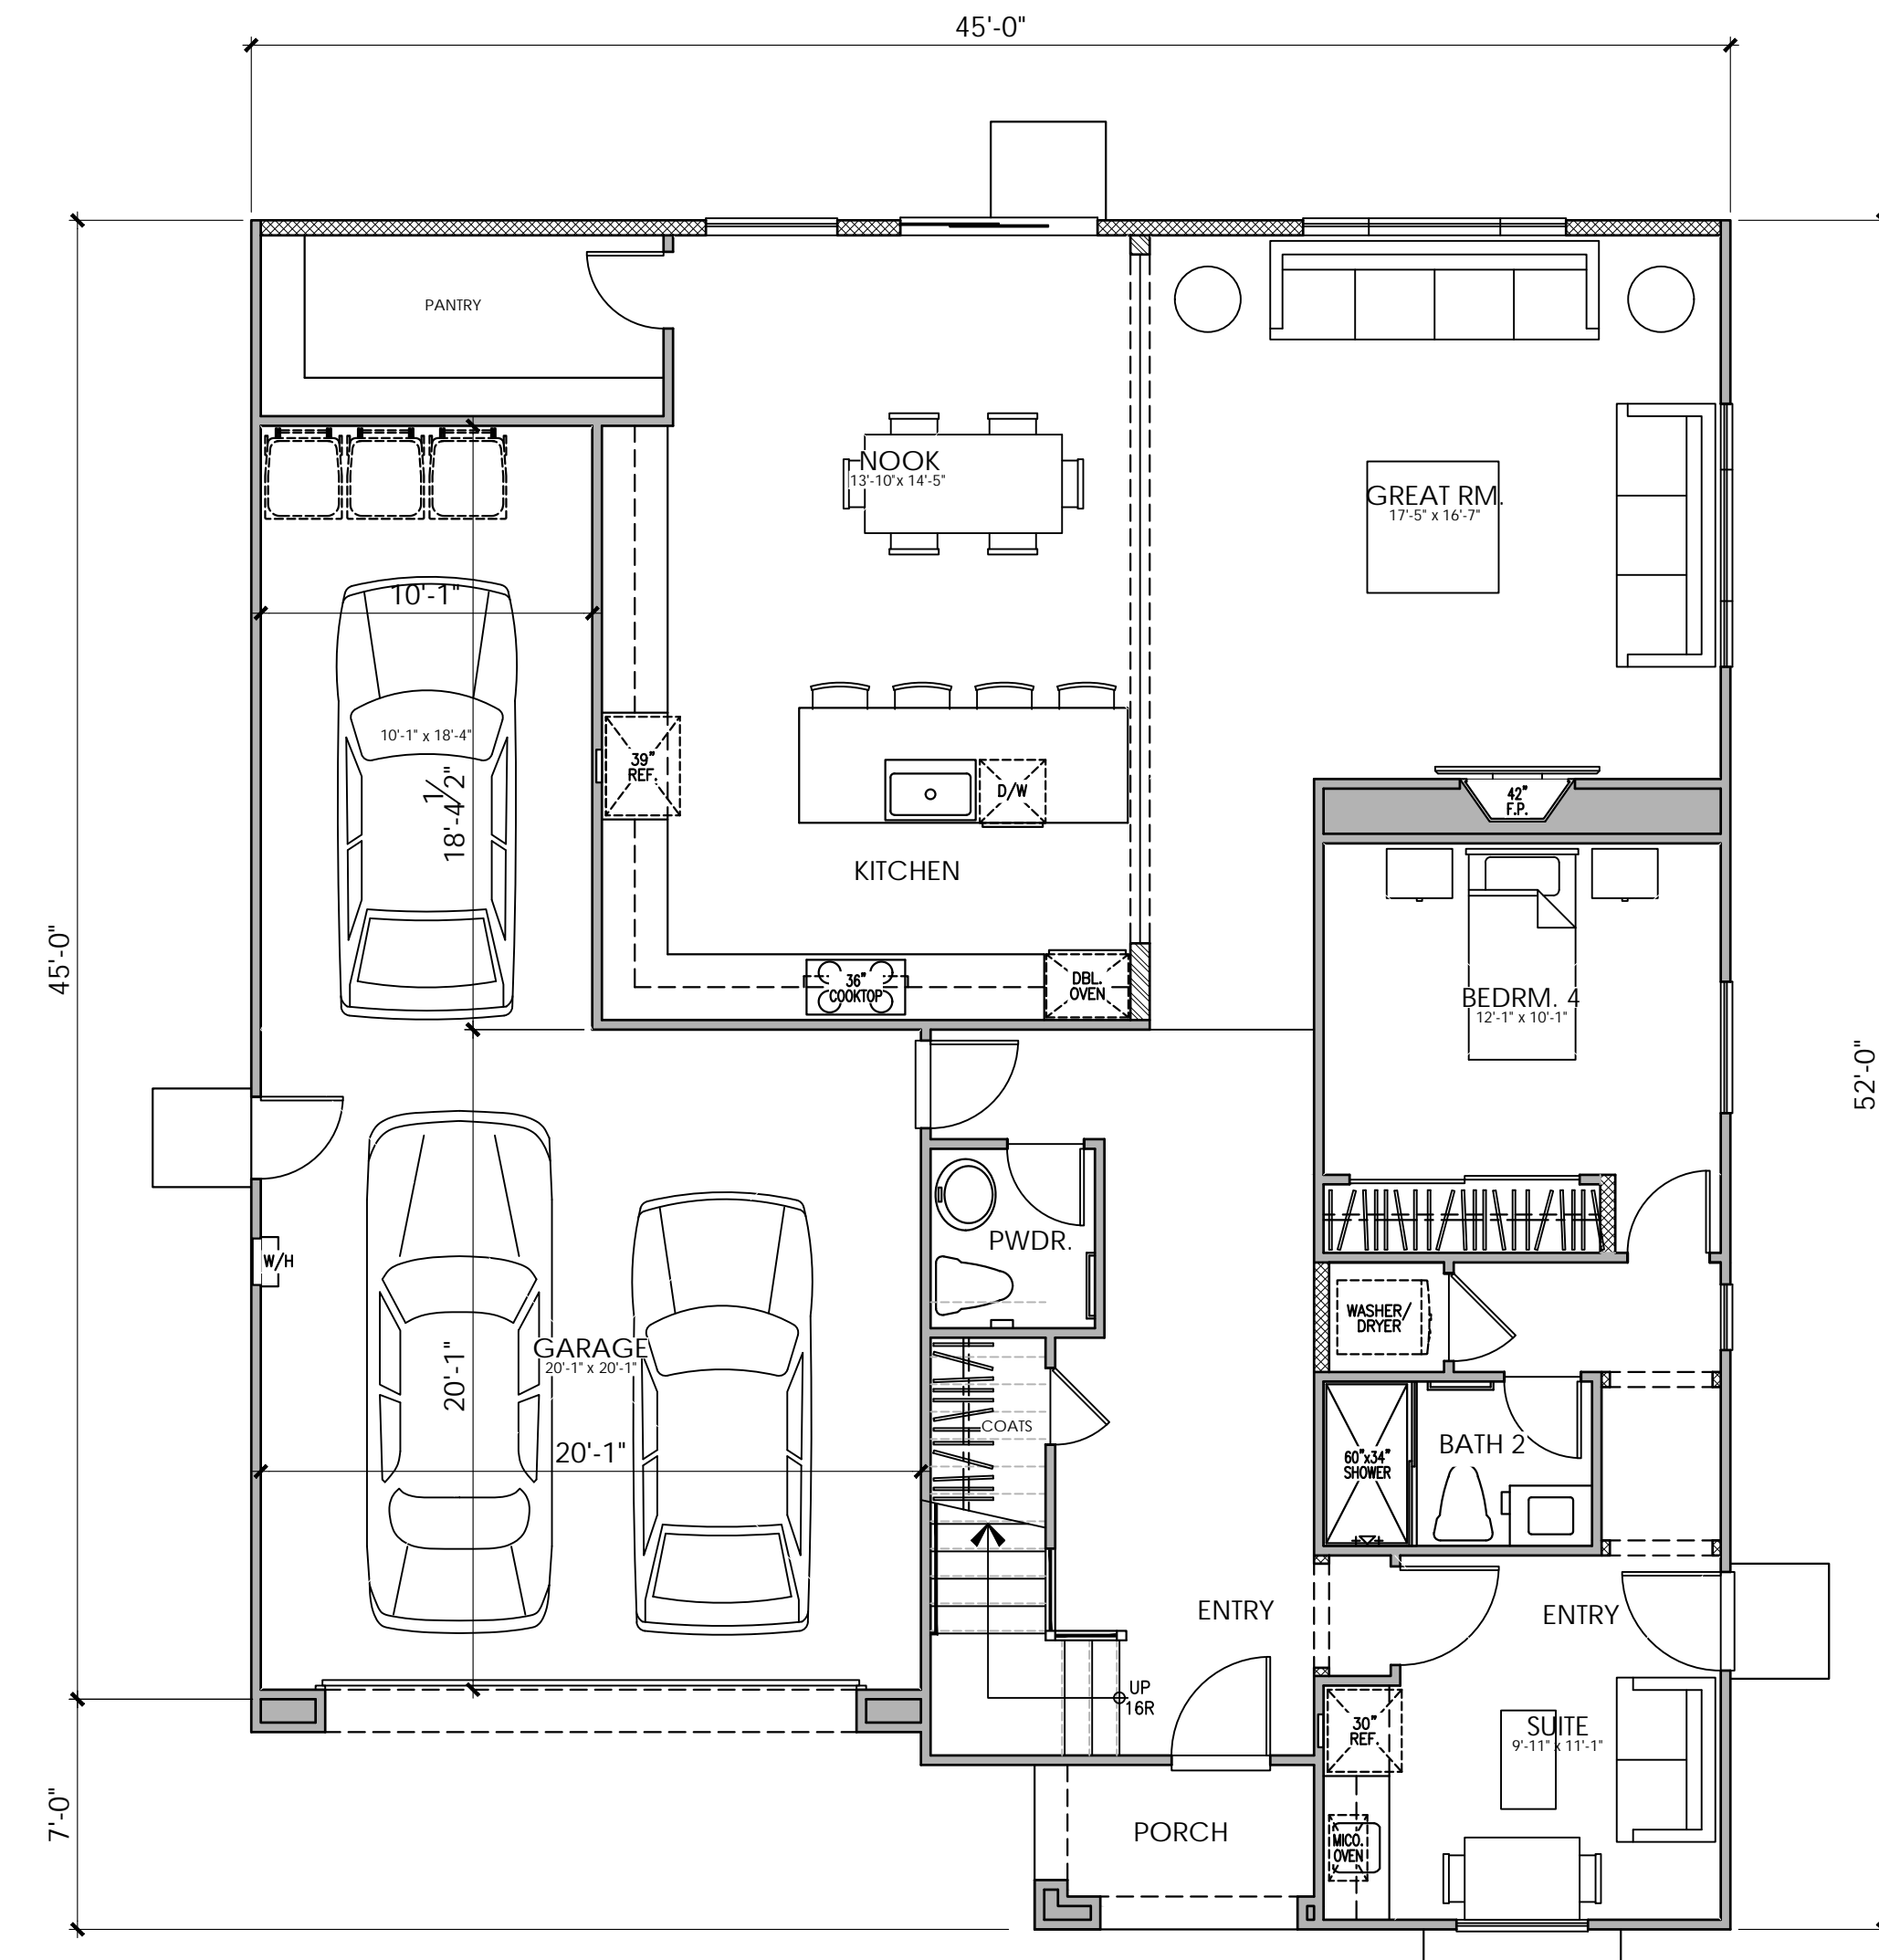 45'-0"
PANTRY
NOOK
13'-10"x 14'-5"
GREAT RM.
17'-5" x 16'-7"
10'-1"
10'-1" x 18'-4"
18'-4 1/2"
39"
REF.
D/W
42"
F.P.
KITCHEN
45'-0"
36"
COOKTOP
DBL.
OVEN
BEDRM. 4
12'-1" x 10'-1"
52'-0"
PWDR.
W/H
WASHER/
DRYER
GARAGE
20'-1" x 20'-1"
20'-1"
20'-1"
COATS
BATH 2
60"x34"
SHOWER
ENTRY
ENTRY
UP
16R
30"
REF.
SUITE
9'-11" x 11'-1"
7'-0"
PORCH
MICO.
OVEN